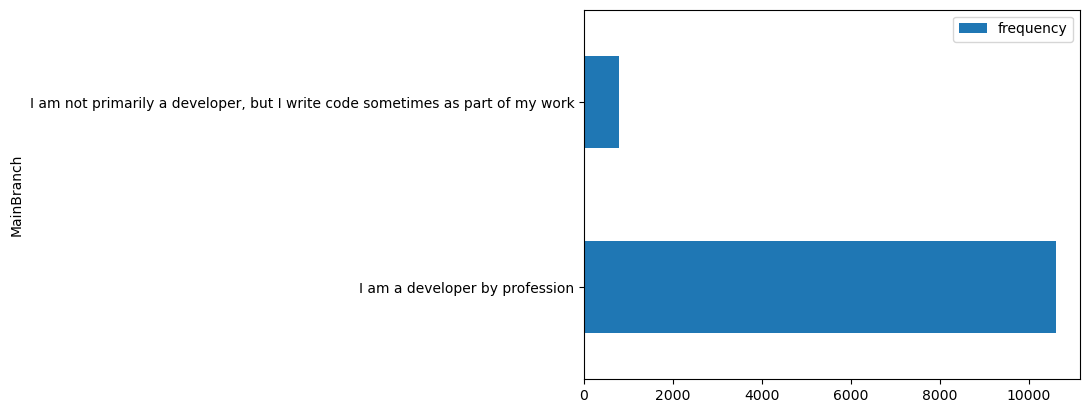 frequency
I am not primarily a developer, but I write code sometimes as part of my work
MainBranch
I am a developer by profession
0 2000 4000 6000 8000 10000